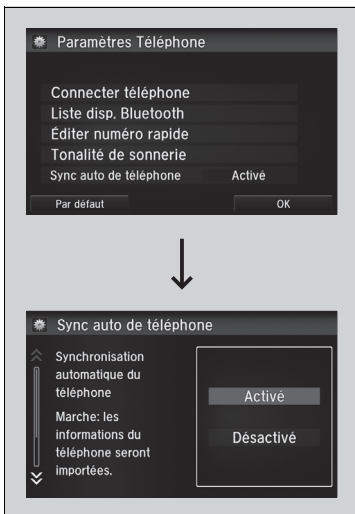 Paramètres Téléphone
Connecter téléphone
Liste disp. Bluetooth
Éditer numéro rapide
Tonalité de sonnerie
Sync auto de téléphone Activé
Par défaut OK
Sync auto de téléphone
Synchronisation
automatique du
téléphone
Marche: les
informations du
téléphone seront
importées.
Activé
Désactivé